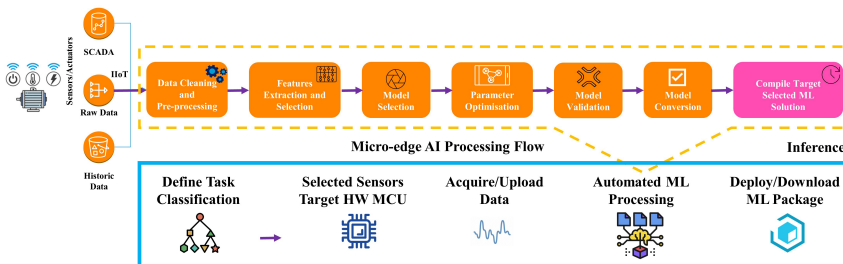 SCADA
Sensors/Actuators
IIoT
Raw Data
Historic
Data
Data Cleaning
and
Pre-processing
Features
Extraction and
Selection
Model
Selection
Parameter
Optimisation
Model
Validation
Model
Conversion
Compile Target
Selected ML
Solution
Micro-edge AI Processing Flow
Inference
Define Task
Classification
Selected Sensors
Target HW MCU
Acquire/Upload
Data
Automated ML
Processing
Deploy/Download
ML Package